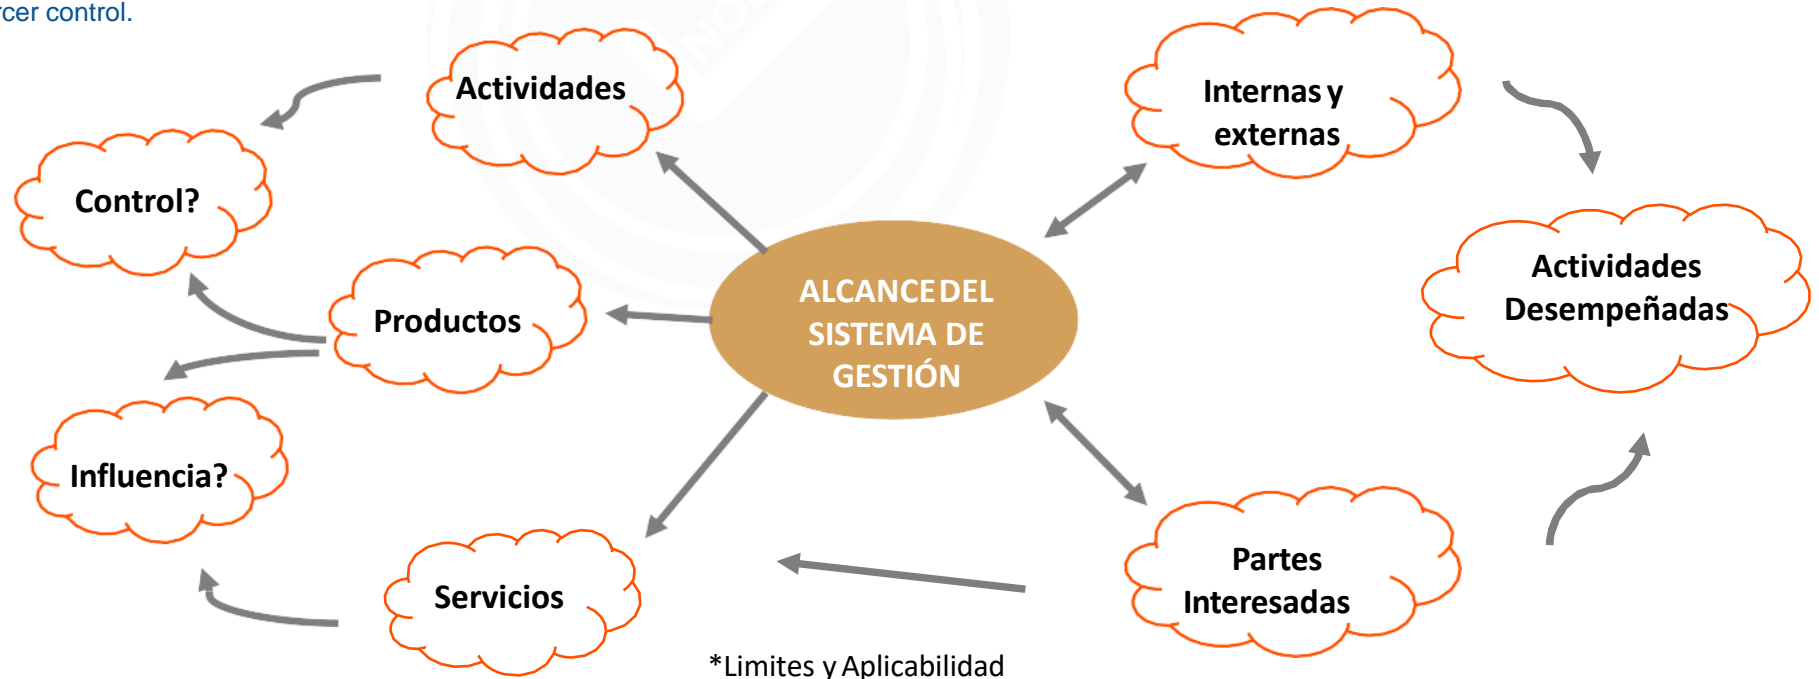 rcer control.
Actividades
Internas y
externas
Control?
Productos
ALCANCE DEL
SISTEMA DE
GESTIÓN
Actividades
Desempeñadas
Influencia?
Servicios
Partes
Interesadas
*Limites y Aplicabilidad